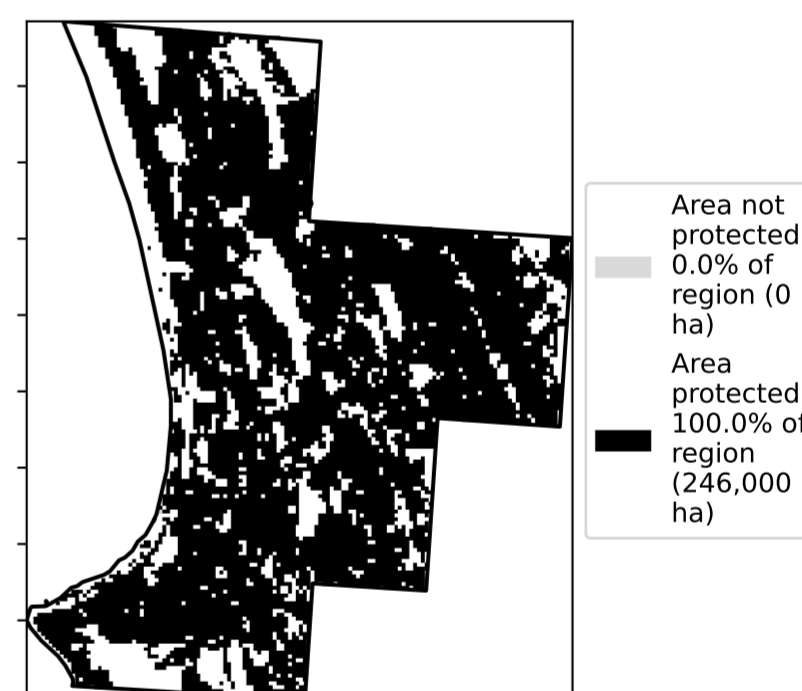 Area not
protected
0.0% of
region (0
ha)
Area
protected
100.0% of
region
(246,000
ha)